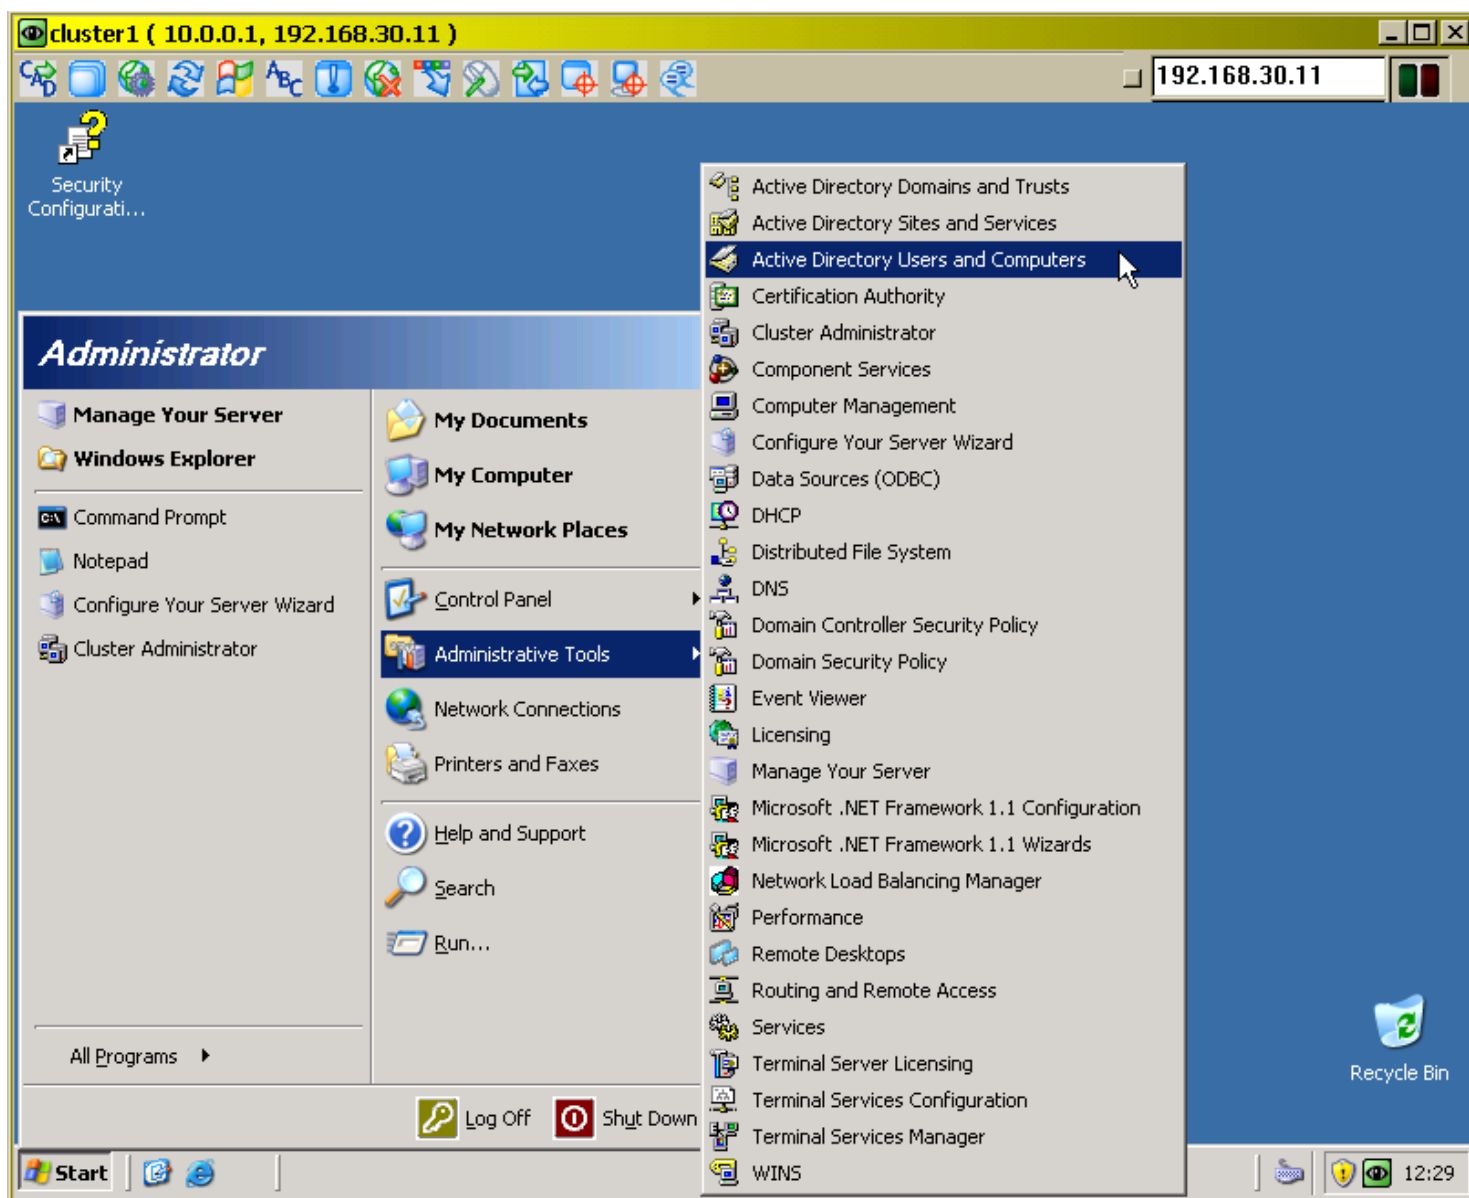 cluster1 ( 10.0.0.1, 192.168.30.11 )
CAD
ABC
192.168.30.11
Security
Configurati...
Administrator
Manage Your Server
Windows Explorer
Command Prompt
Notepad
Configure Your Server Wizard
Cluster Administrator
All Programs
My Documents
My Computer
My Network Places
Control Panel
Administrative Tools
Network Connections
Printers and Faxes
Help and Support
Search
Run...
Log Off
Shut Down
Active Directory Domains and Trusts
Active Directory Sites and Services
Active Directory Users and Computers
Certification Authority
Cluster Administrator
Component Services
Computer Management
Configure Your Server Wizard
Data Sources (ODBC)
DHCP
Distributed File System
DNS
Domain Controller Security Policy
Domain Security Policy
Event Viewer
Licensing
Manage Your Server
Microsoft .NET Framework 1.1 Configuration
Microsoft .NET Framework 1.1 Wizards
Network Load Balancing Manager
Performance
Remote Desktops
Routing and Remote Access
Services
Terminal Server Licensing
Terminal Services Configuration
Terminal Services Manager
WINS
Recycle Bin
Start
12:29